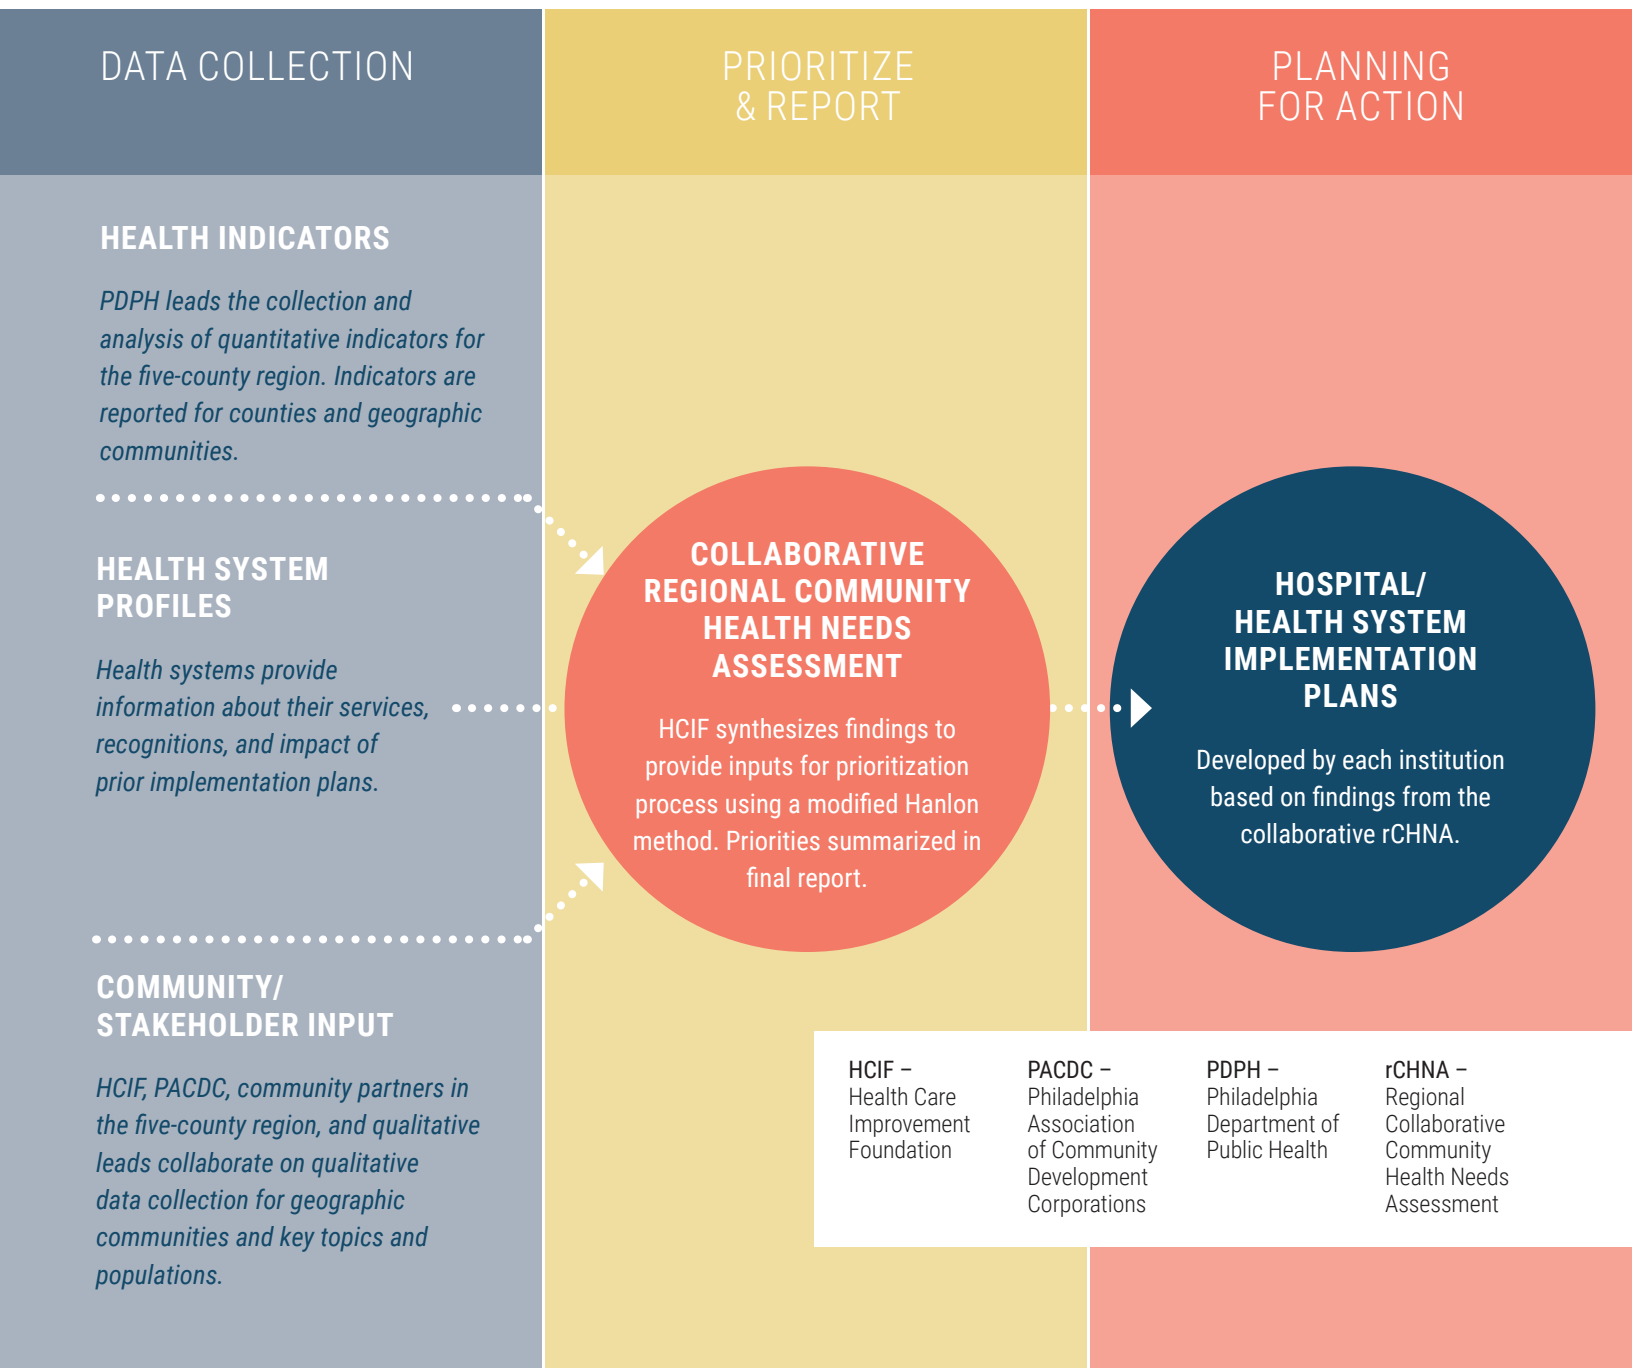 DATA COLLECTION
HEALTH INDICATORS
PDPH leads the collection and
analysis of quantitative indicators for
the five-county region. Indicators are
reported for counties and geographic
communities.
HEALTH SYSTEM
PROFILES
Health systems provide
information about their services,
recognitions, and impact of
prior implementation plans.
COMMUNITY/
STAKEHOLDER INPUT
HCIF, PACDC, community partners in
the five-county region, and qualitative
leads collaborate on qualitative
data collection for geographic
communities and key topics and
populations.
PRIORITIZE
& REPORT
COLLABORATIVE
REGIONAL COMMUNITY
HEALTH NEEDS
ASSESSMENT
HCIF synthesizes findings to
provide inputs for prioritization
process using a modified Hanlon
method. Priorities summarized in
final report.
PLANNING
FOR ACTION
HOSPITAL/
HEALTH SYSTEM
IMPLEMENTATION
PLANS
Developed by each institution
based on findings from the
collaborative rCHNA.
HCIF –
Health Care
Improvement
Foundation
PACDC –
Philadelphia
Association
of Community
Development
Corporations
PDPH –
Philadelphia
Department of
Public Health
rCHNA –
Regional
Collaborative
Community
Health Needs
Assessment